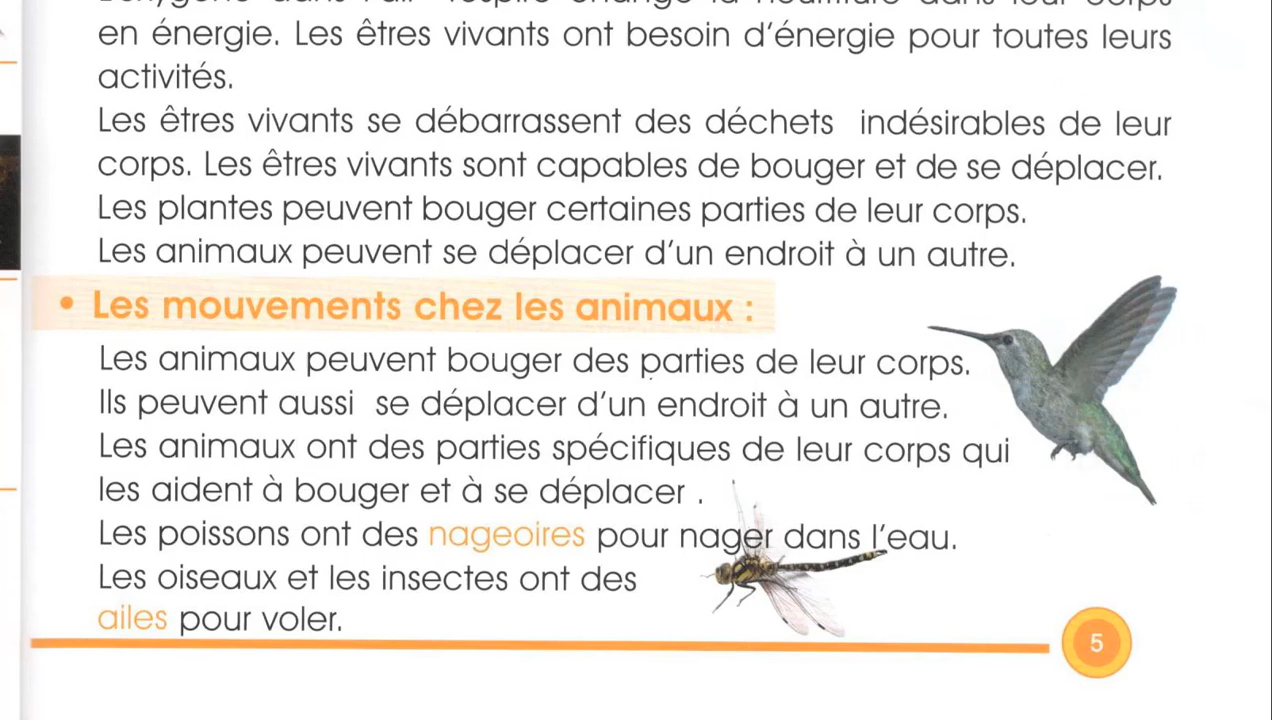 en énergie. Les êtres vivants ont besoin d'énergie pour toutes leurs
activités.
Les êtres vivants se débarrassent des déchets indésirables de leur
corps. Les êtres vivants sont capables de bouger et de se déplacer.
Les plantes peuvent bouger certaines parties de leur corps.
Les animaux peuvent se déplacer d'un endroit à un autre.
• Les mouvements chez les animaux :
Les animaux peuvent bouger des parties de leur corps.
Ils peuvent aussi se déplacer d'un endroit à un autre.
Les animaux ont des parties spécifiques de leur corps qui
les aident à bouger et à se déplacer .
Les poissons ont des nageoires pour nager dans l'eau.
Les oiseaux et les insectes ont des
ailes pour voler.
5